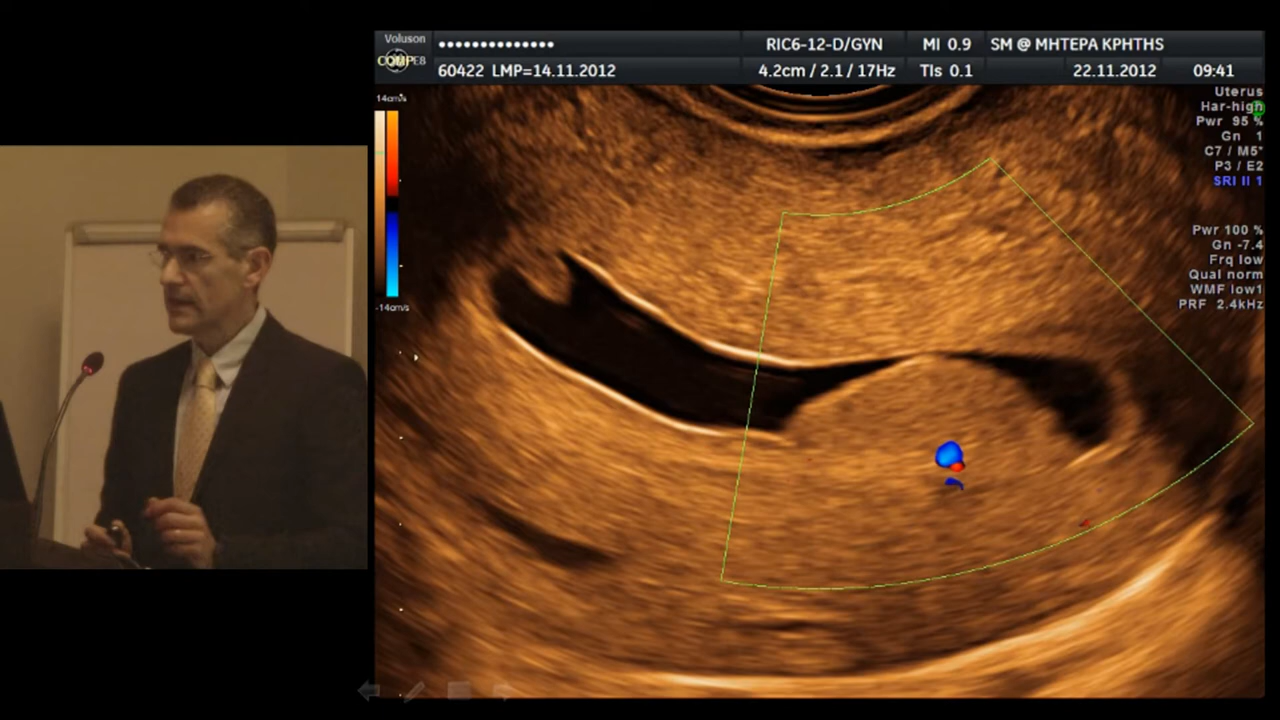 Voluson
E8
RIC6-12-D/GYN MI 0.9 SM @ ΜΗΤΕΡΑ ΚΡΗΤΗS
60422 LMP=14.11.2012 4.2cm / 2.1 / 17Hz TIs 0.1 22.11.2012 09:41
14cm/s
-14cm/s
Uterus
Har-high
Pwr 95 %
Gn 1
C7 / M5*
P3 / E2
SRI II 1
Pwr 100 %
Gn -7.4
Frq low
Qual norm
WMF low1
PRF 2.4kHz